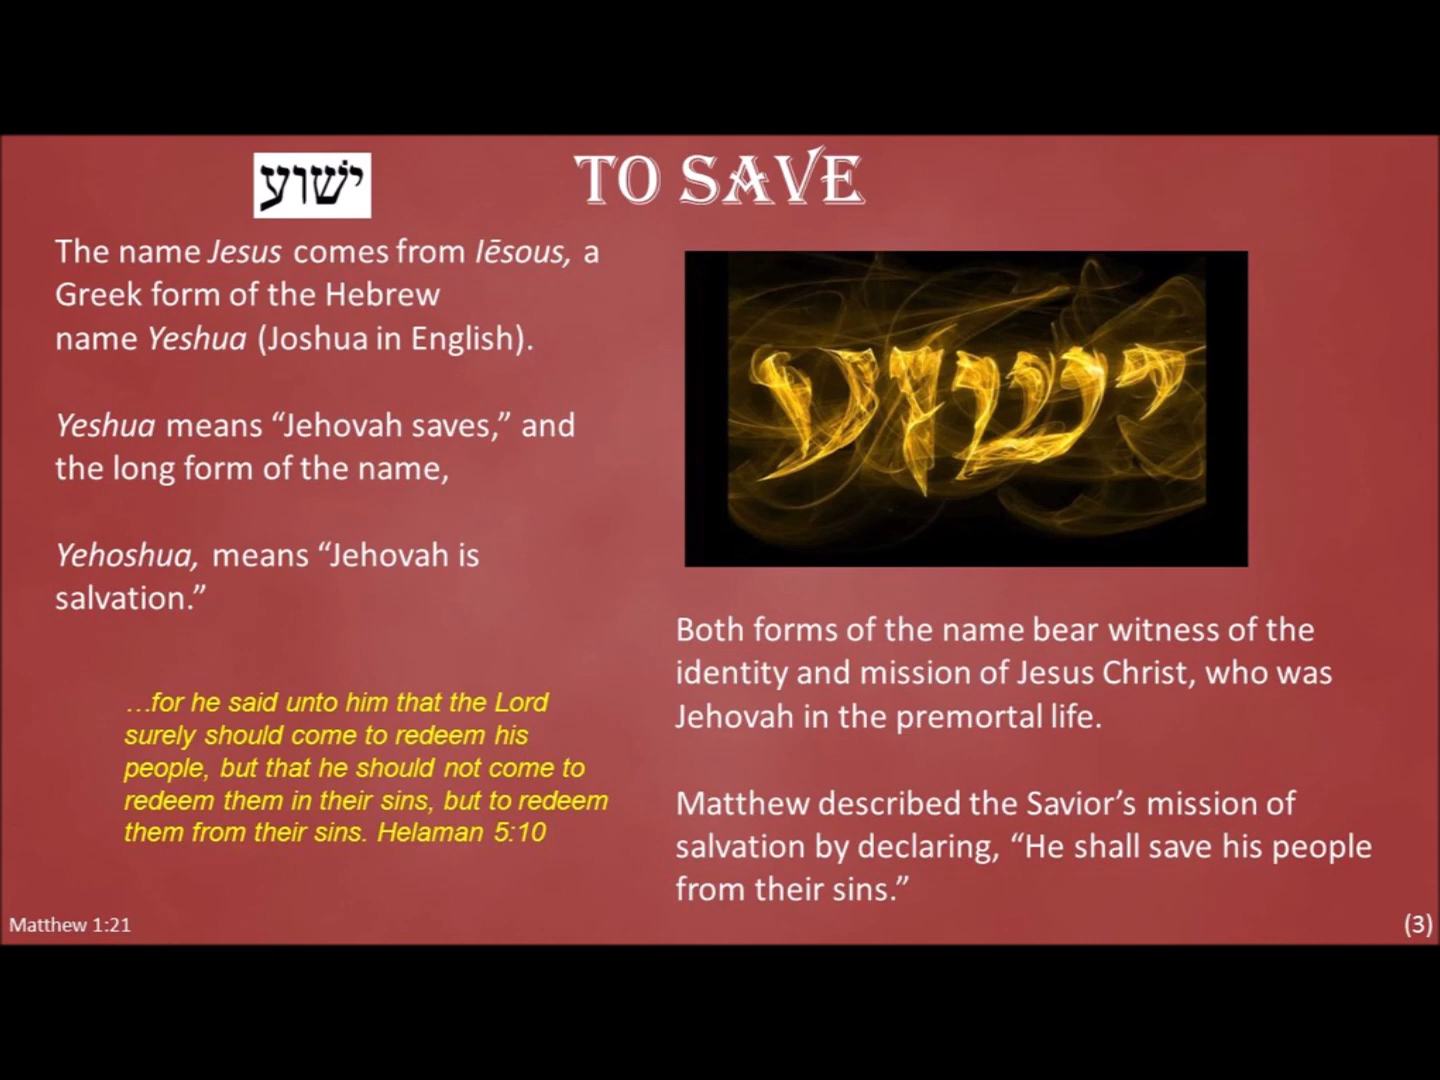 ישוע
TO SAVE
The name Jesus comes from Iēsous, a
Greek form of the Hebrew
name Yeshua (Joshua in English).
Yeshua means “Jehovah saves,” and
the long form of the name,
Yehoshua, means “Jehovah is
salvation.”
…for he said unto him that the Lord
surely should come to redeem his
people, but that he should not come to
redeem them in their sins, but to redeem
them from their sins. Helaman 5:10
Matthew 1:21
ישוע
Both forms of the name bear witness of the
identity and mission of Jesus Christ, who was
Jehovah in the premortal life.
Matthew described the Savior’s mission of
salvation by declaring, “He shall save his people
from their sins.”
(3)